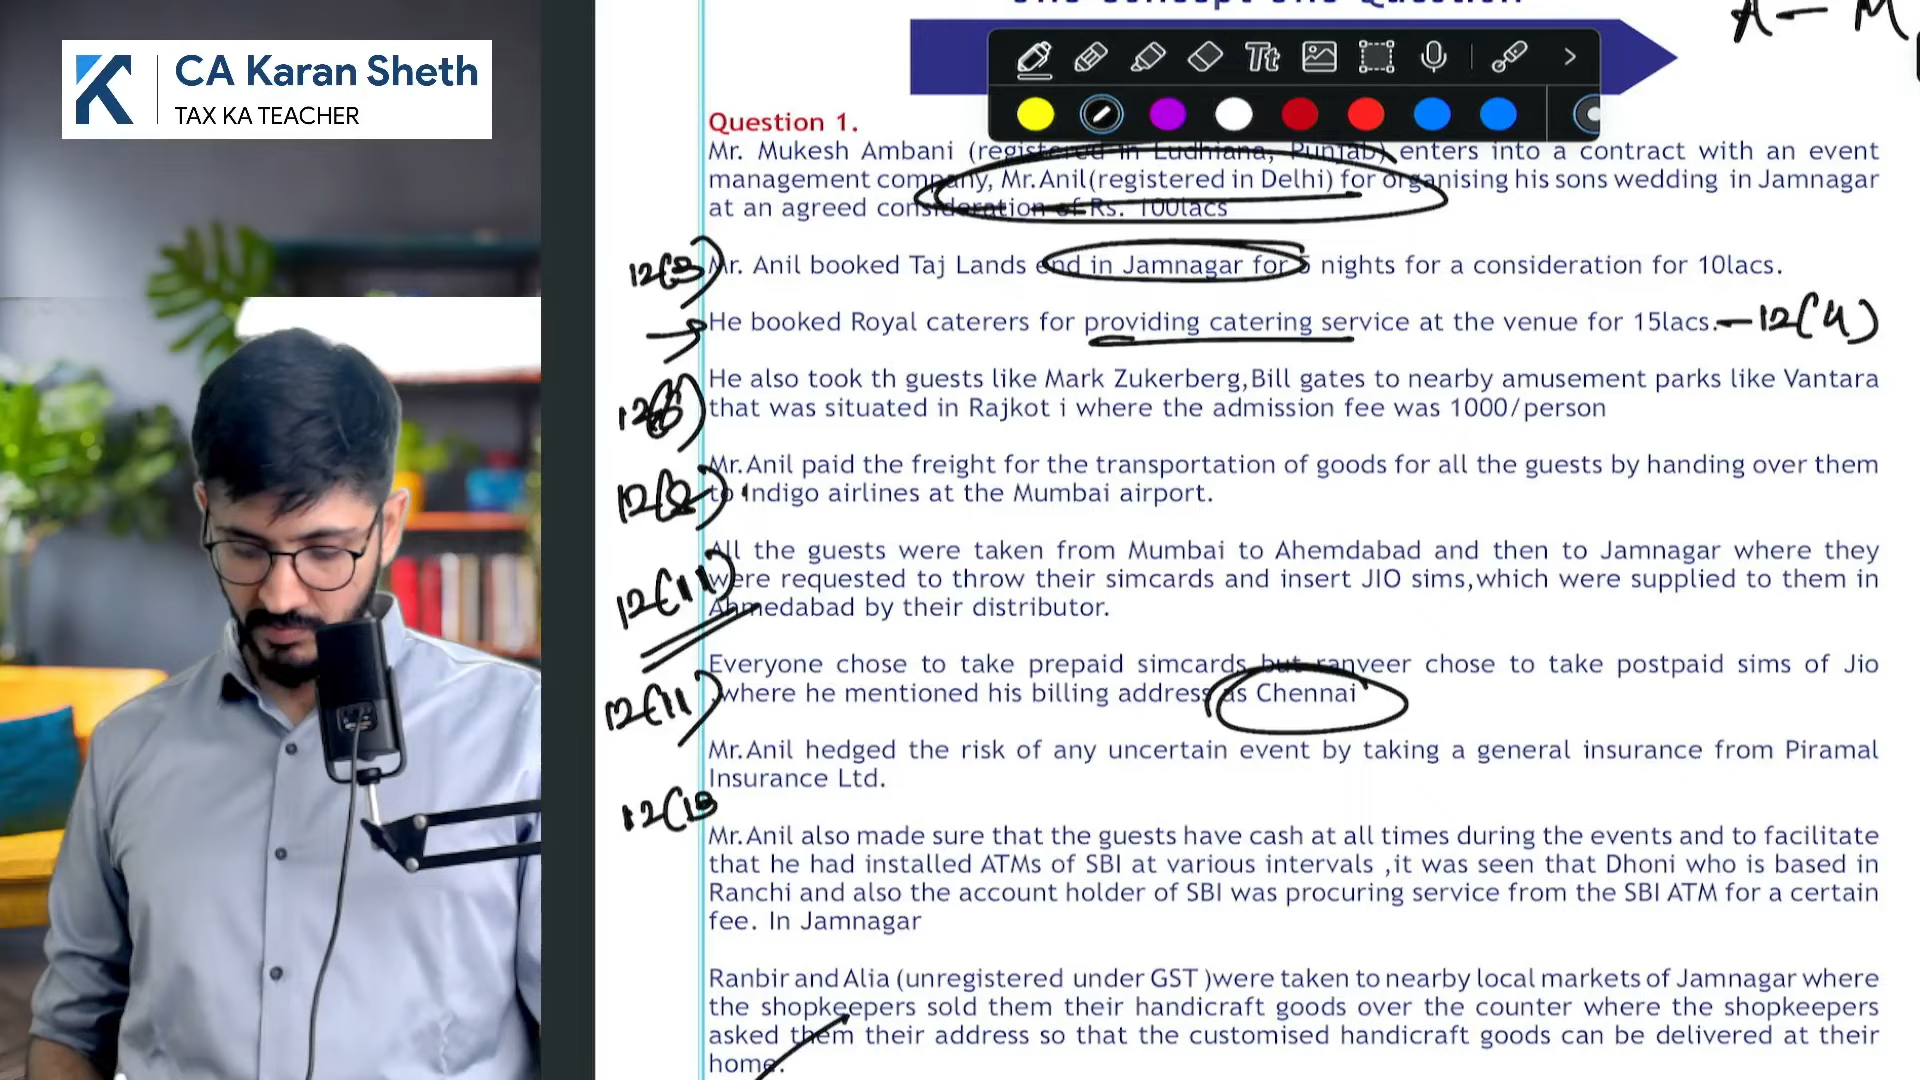 CA Karan Sheth
TAX KA TEACHER
One Concept One Question
A - M
Tt
Question 1.
Mr. Mukesh Ambani (registered in Ludhiana, Punjab) enters into a contract with an event
management company, Mr.Anil(registered in Delhi) for organising his sons wedding in Jamnagar
at an agreed consideration of Rs. 100lacs
12(3) Mr. Anil booked Taj Lands end in Jamnagar for 5 nights for a consideration for 10lacs.
He booked Royal caterers for providing catering service at the venue for 15lacs. - 12(4)
He also took th guests like Mark Zukerberg,Bill gates to nearby amusement parks like Vantara
that was situated in Rajkot i where the admission fee was 1000/person
Mr.Anil paid the freight for the transportation of goods for all the guests by handing over them
to Indigo airlines at the Mumbai airport.
All the guests were taken from Mumbai to Ahemdabad and then to Jamnagar where they
12(11) were requested to throw their simcards and insert JIO sims,which were supplied to them in
Ahmedabad by their distributor.
Everyone chose to take prepaid simcards but ranveer chose to take postpaid sims of Jio
12(11) ,where he mentioned his billing address as Chennai
Mr.Anil hedged the risk of any uncertain event by taking a general insurance from Piramal
Insurance Ltd.
12(13
Mr.Anil also made sure that the guests have cash at all times during the events and to facilitate
that he had installed ATMs of SBI at various intervals ,it was seen that Dhoni who is based in
Ranchi and also the account holder of SBI was procuring service from the SBI ATM for a certain
fee. In Jamnagar
Ranbir and Alia (unregistered under GST )were taken to nearby local markets of Jamnagar where
the shopkeepers sold them their handicraft goods over the counter where the shopkeepers
asked them their address so that the customised handicraft goods can be delivered at their
home.